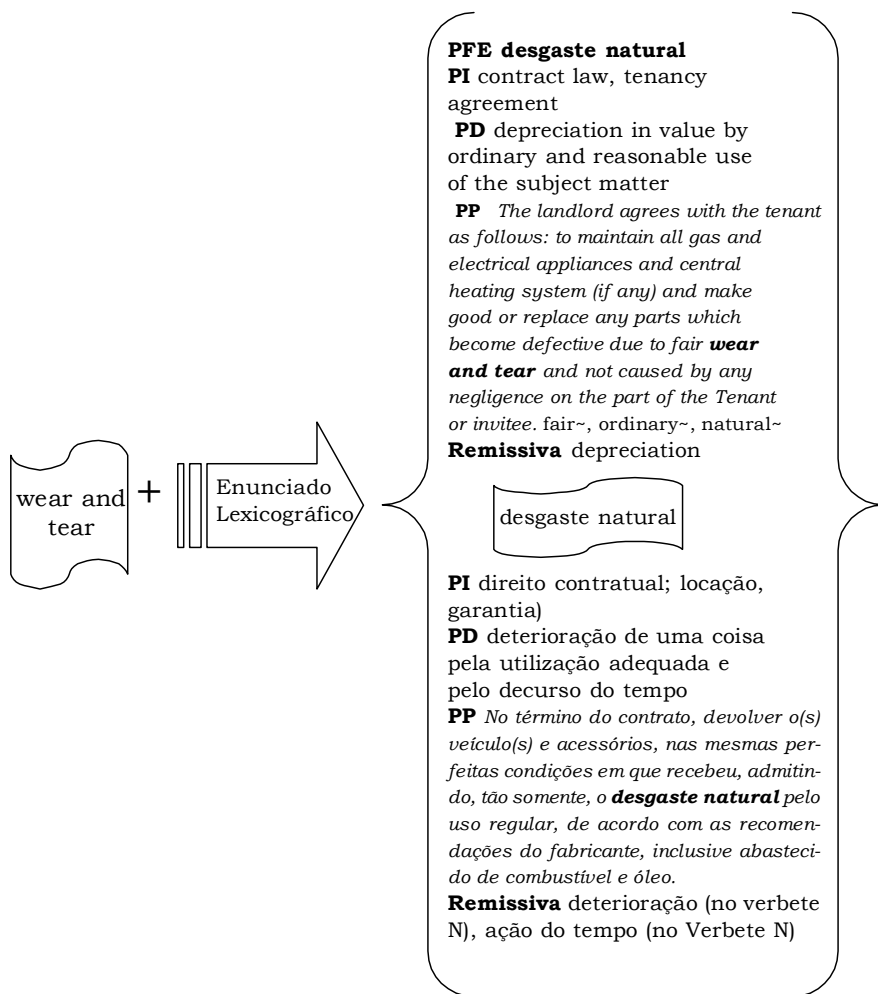 wear and
tear
+
Enunciado
Lexicográfico
PFE desgaste natural
PI contract law, tenancy
agreement
PD depreciation in value by
ordinary and reasonable use
of the subject matter
PP The landlord agrees with the tenant
as follows: to maintain all gas and
electrical appliances and central
heating system (if any) and make
good or replace any parts which
become defective due to fair wear
and tear and not caused by any
negligence on the part of the Tenant
or invitee. fair~, ordinary~, natural~
Remissiva depreciation
desgaste natural
PI direito contratual; locação,
garantia)
PD deterioração de uma coisa
pela utilização adequada e
pelo decurso do tempo
PP No término do contrato, devolver o(s)
veículo(s) e acessórios, nas mesmas per-
feitas condições em que recebeu, admitin-
do, tão somente, o desgaste natural pelo
uso regular, de acordo com as recomen-
dações do fabricante, inclusive abasteci-
do de combustível e óleo.
Remissiva deterioração (no verbete
N), ação do tempo (no Verbete N)